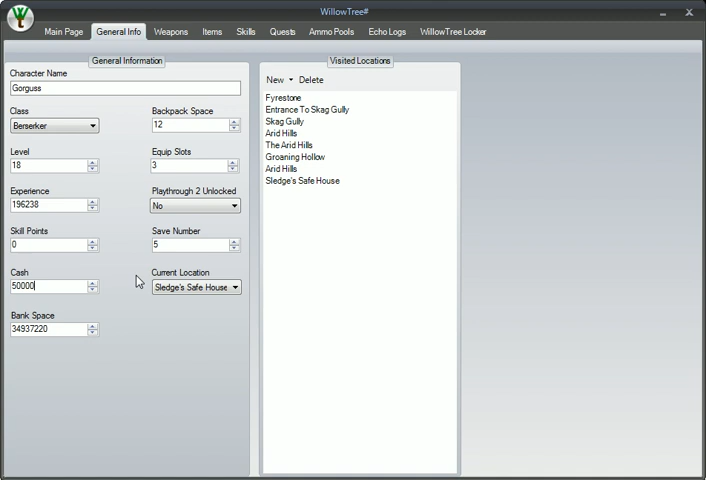 WillowTree#
Main Page General Info Weapons Items Skills Quests Ammo Pools Echo Logs WillowTree Locker
General Information
Character Name
Gorguss
Class Backpack Space
Berserker 12
Level Equip Slots
18 3
Experience Playthrough 2 Unlocked
196238 No
Skill Points Save Number
0 5
Cash Current Location
50000 Sledge's Safe House
Bank Space
34937220
Visited Locations
New Delete
Fyrestone
Entrance To Skag Gully
Skag Gully
Arid Hills
The Arid Hills
Groaning Hollow
Arid Hills
Sledge's Safe House